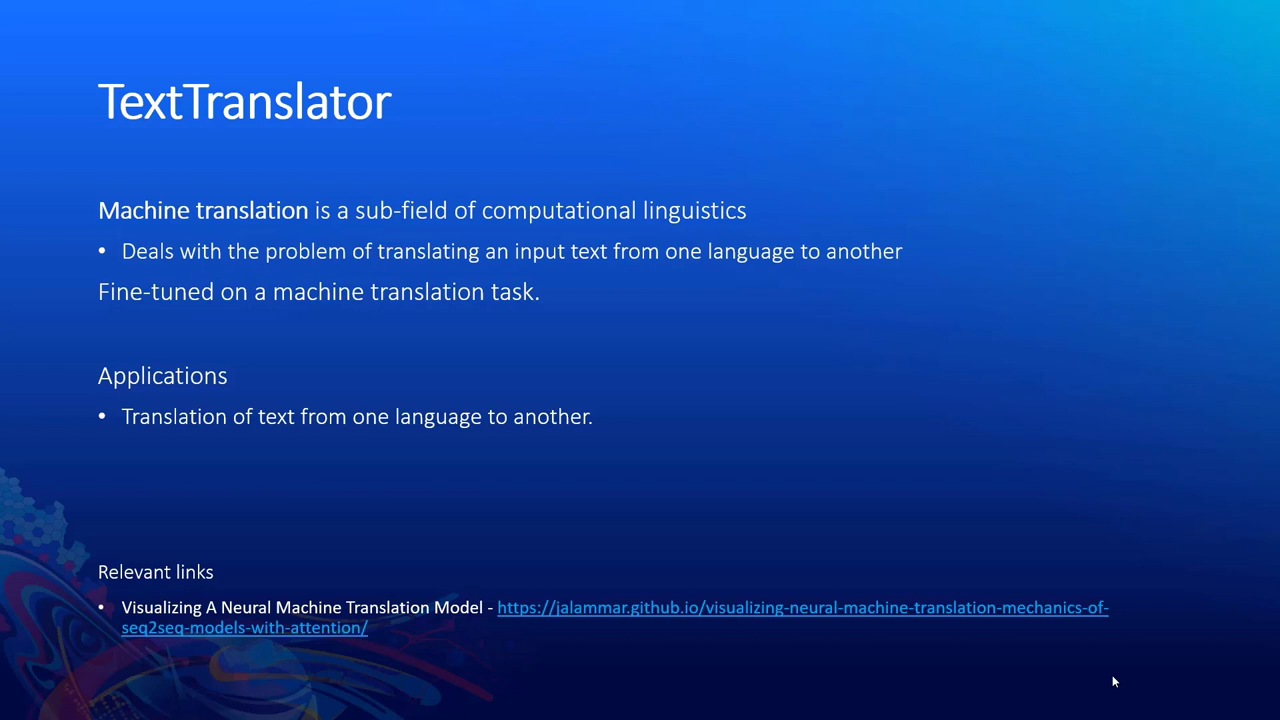 TextTranslator
Machine translation is a sub-field of computational linguistics
• Deals with the problem of translating an input text from one language to another
Fine-tuned on a machine translation task.
Applications
• Translation of text from one language to another.
Relevant links
• Visualizing A Neural Machine Translation Model - https://jalammar.github.io/visualizing-neural-machine-translation-mechanics-of-
seq2seq-models-with-attention/